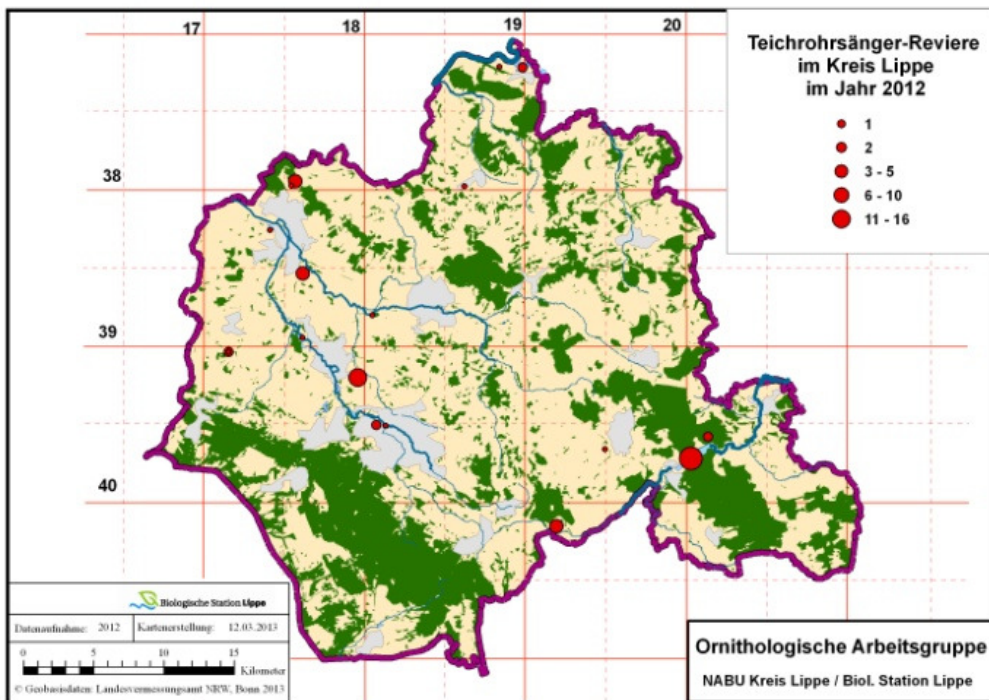 17
18
19
20
Teichrohrsänger-Reviere
im Kreis Lippe
im Jahr 2012
1
2
3 - 5
6 - 10
11 - 16
38
39
40
Biologische Station Lippe
Datenaufnahme: 2012 Kartenerstellung: 12.03.2013
0 5 10 15
Kilometer
© Geobasisdaten: Landesvermessungsamt NRW, Bonn 2013
Ornithologische Arbeitsgruppe
NABU Kreis Lippe / Biol. Station Lippe